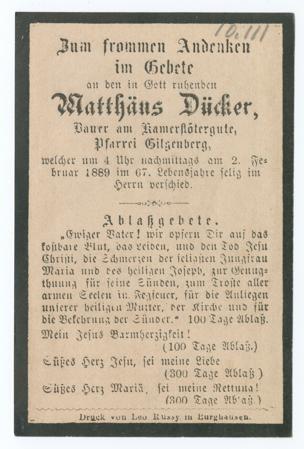 10.111
Zum frommen Andenken
im Gebete
an den in Gott ruhenden
Matthäus Dücker,
Bauer am Kamerstötergute,
Pfarrei Gilgenberg,
welcher um 4 Uhr nachmittags am 2. Fe-
bruar 1889 im 67. Lebensjahre selig im
Herrn verschied.
Ablaßgebete.
„Ewiger Vater! wir opfern Dir auf das
kostbare Blut, das Leiden, und den Tod Jesu
Christi, die Schmerzen der seligsten Jungfrau
Maria und des heiligen Joseph, zur Genug-
thuung für seine Sünden, zum Troste aller
armen Seelen im Fegfeuer, für die Anliegen
unserer heiligen Mutter, der Kirche und für
die Bekehrung der Sünder.“ 100 Tage Ablaß.
Mein Jesus Barmherzigkeit!
(100 Tage Ablaß.)
Süßes Herz Jesu, sei meine Liebe
(300 Tage Ablaß)
Süßes Herz Mariä, sei meine Rettung!
(300 Tage Ablaß.)
Druck von Leo Russy in Burghausen.